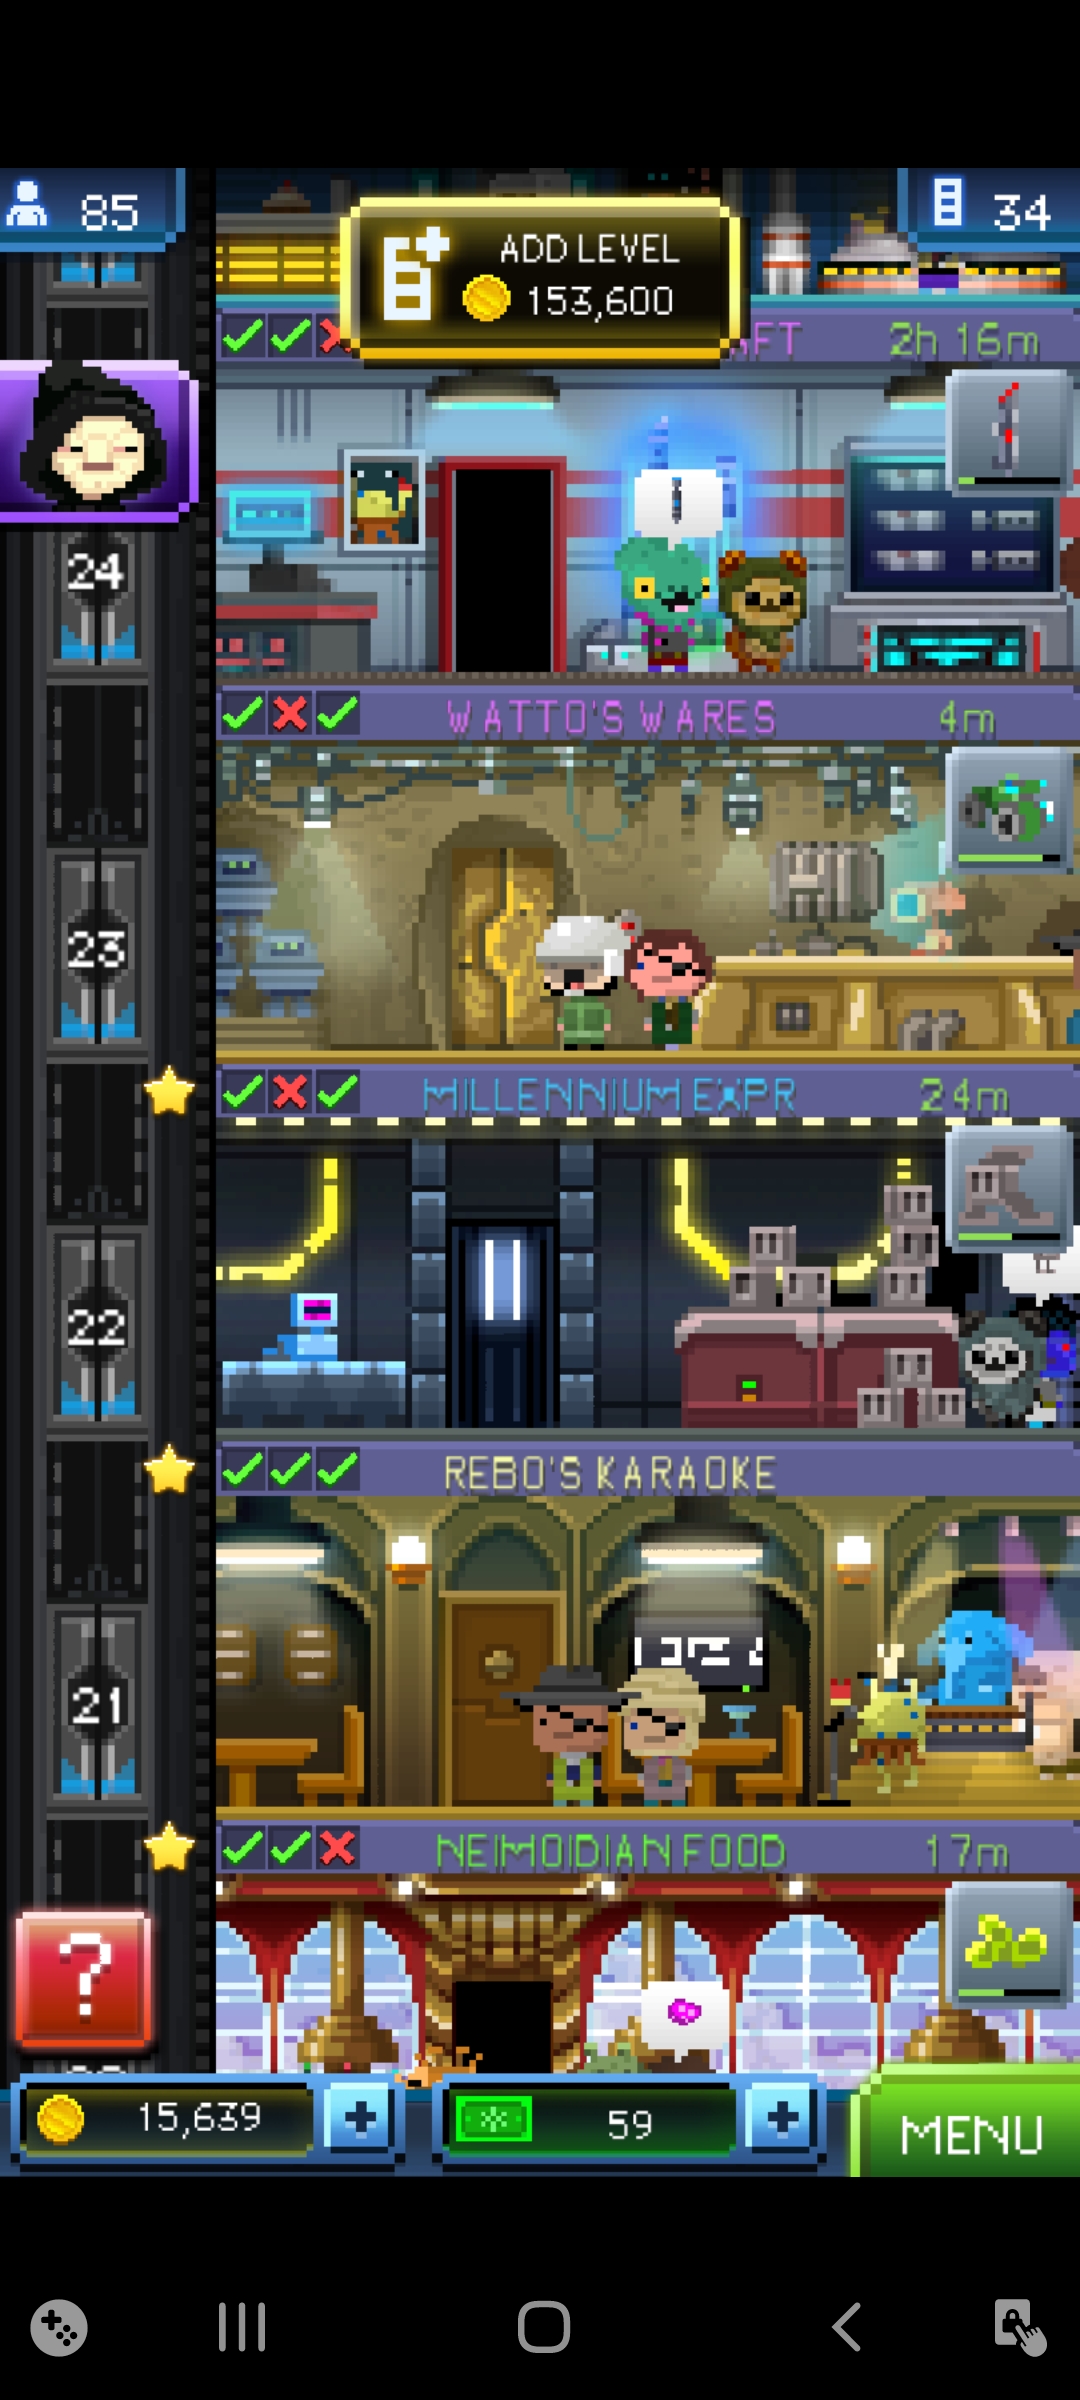 85
34
ADD LEVEL
153,600
AFT
2h 16m
24
WATTO'S WARES
4m
23
MILLENNIUM EXPR
24m
22
REBO'S KARAOKE
21
NEIMOIDIAN FOOD
17m
?
15,639
+
59
+
MENU